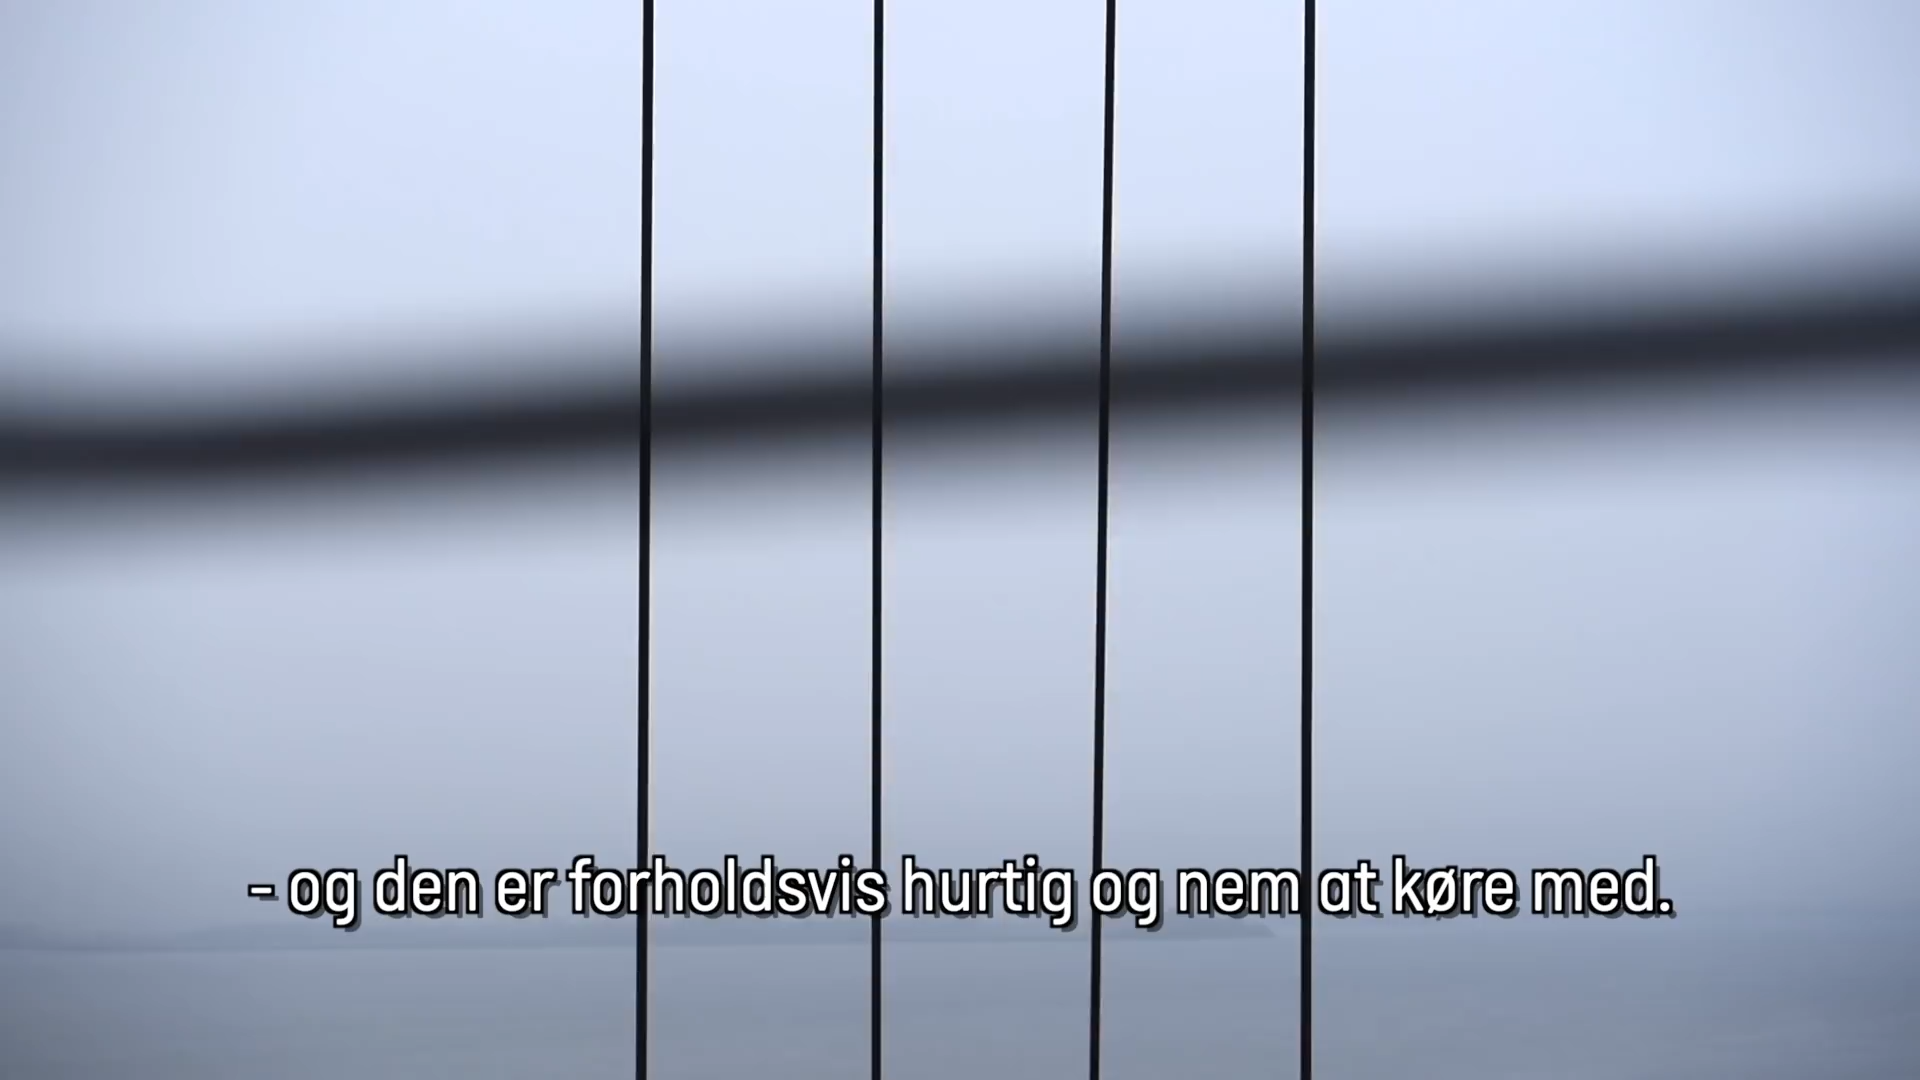 - og den er forholdsvis hurtig og nem at køre med.